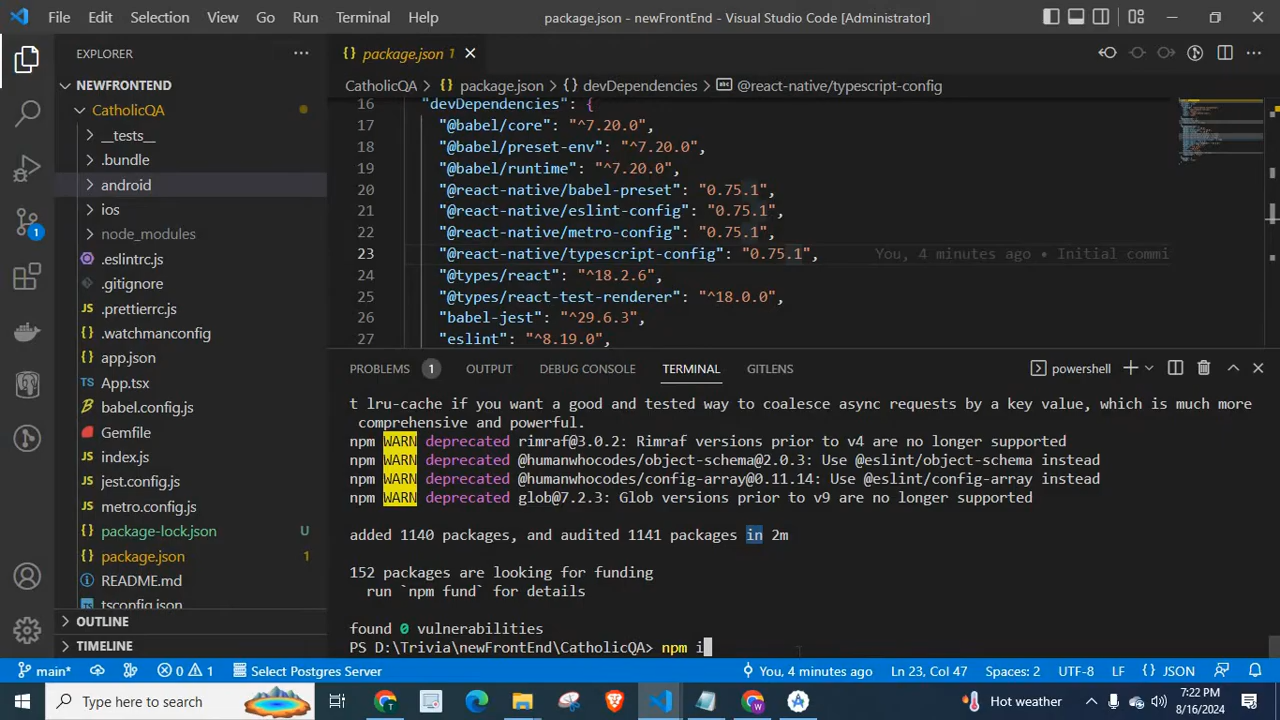 File Edit Selection View Go Run Terminal Help package.json - newFrontEnd - Visual Studio Code [Administrator]
EXPLORER
NEWFRONTEND
CatholicQA
__tests__
.bundle
android
ios
node_modules
.eslintrc.js
.gitignore
.prettierrc.js
.watchmanconfig
app.json
App.tsx
babel.config.js
Gemfile
index.js
jest.config.js
metro.config.js
package-lock.json U
package.json 1
README.md
tsconfig.json
OUTLINE
TIMELINE
package.json 1
CatholicQA > package.json > devDependencies > @react-native/typescript-config
16 "devDependencies": {
17 "@babel/core": "^7.20.0",
18 "@babel/preset-env": "^7.20.0",
19 "@babel/runtime": "^7.20.0",
20 "@react-native/babel-preset": "0.75.1",
21 "@react-native/eslint-config": "0.75.1",
22 "@react-native/metro-config": "0.75.1",
23 "@react-native/typescript-config": "0.75.1", You, 4 minutes ago • Initial commi
24 "@types/react": "^18.2.6",
25 "@types/react-test-renderer": "^18.0.0",
26 "babel-jest": "^29.6.3",
27 "eslint": "^8.19.0",
PROBLEMS 1 OUTPUT DEBUG CONSOLE TERMINAL GITLENS powershell
t lru-cache if you want a good and tested way to coalesce async requests by a key value, which is much more
comprehensive and powerful.
npm WARN deprecated rimraf@3.0.2: Rimraf versions prior to v4 are no longer supported
npm WARN deprecated @humanwhocodes/object-schema@2.0.3: Use @eslint/object-schema instead
npm WARN deprecated @humanwhocodes/config-array@0.11.14: Use @eslint/config-array instead
npm WARN deprecated glob@7.2.3: Glob versions prior to v9 are no longer supported
added 1140 packages, and audited 1141 packages in 2m
152 packages are looking for funding
run `npm fund` for details
found 0 vulnerabilities
PS D:\Trivia\newFrontEnd\CatholicQA> npm i
main* 0 1 Select Postgres Server You, 4 minutes ago Ln 23, Col 47 Spaces: 2 UTF-8 LF JSON
Type here to search Hot weather 7:22 PM
8/16/2024